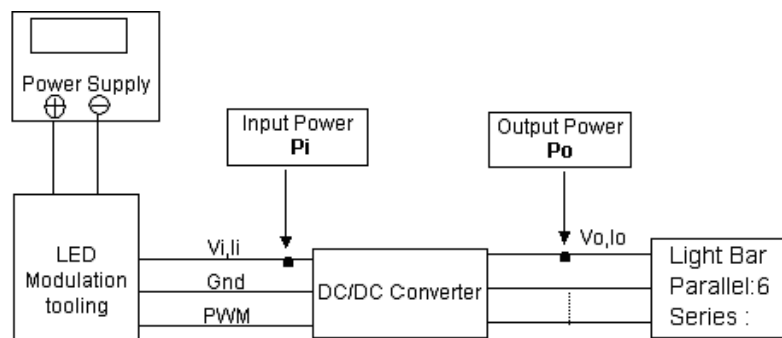 Power Supply
Input Power
Pi
Output Power
Po
LED
Modulation
tooling
Vi,Ii
Gnd
PWM
DC/DC Converter
Vo,Io
Light Bar
Parallel:6
Series :